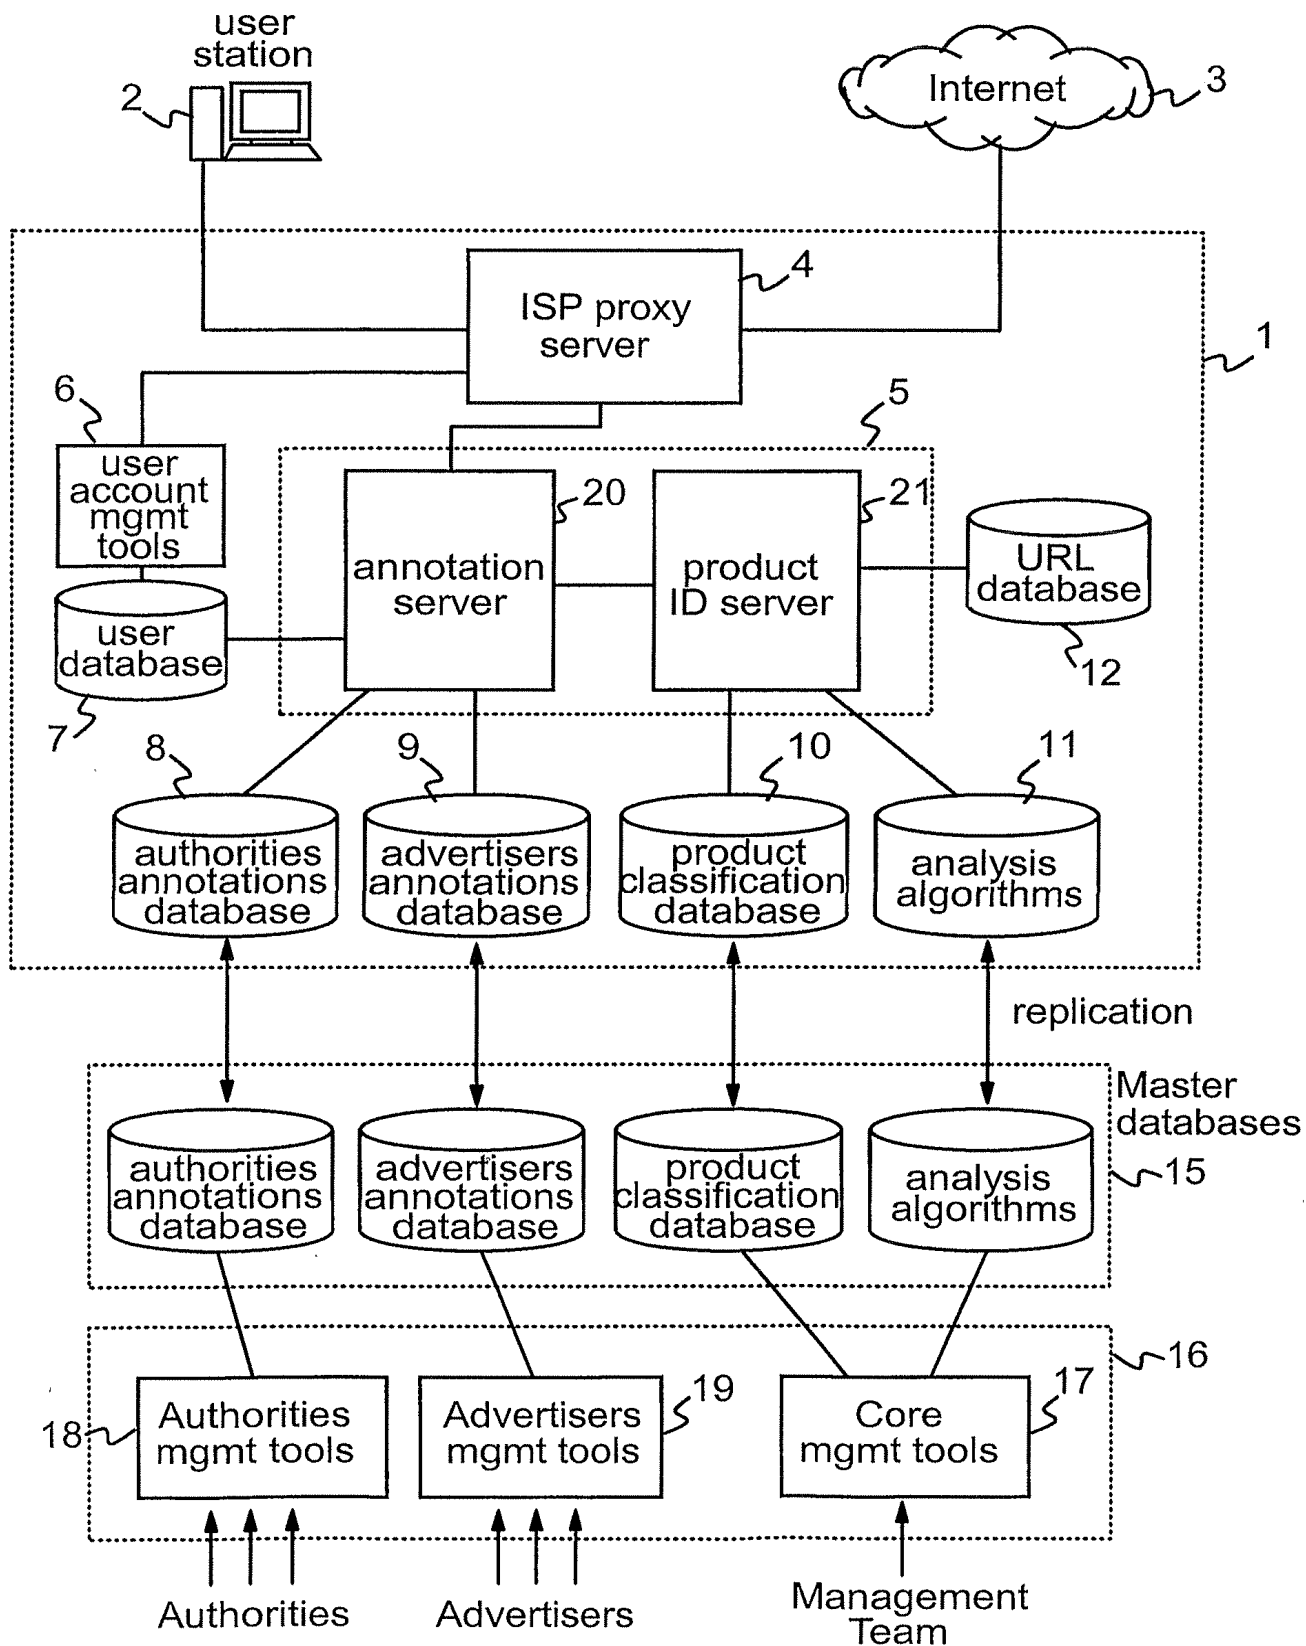 user
station
2
Internet
3
ISP proxy
server
4
1
6
5
user
account
mgmt
tools
20
21
annotation
server
product
ID server
URL
database
12
user
database
7
8
9
10
11
authorities
annotations
database
advertisers
annotations
database
product
classification
database
analysis
algorithms
replication
Master
databases
15
authorities
annotations
database
advertisers
annotations
database
product
classification
database
analysis
algorithms
16
18
Authorities
mgmt tools
19
Advertisers
mgmt tools
17
Core
mgmt tools
Authorities
Advertisers
Management
Team